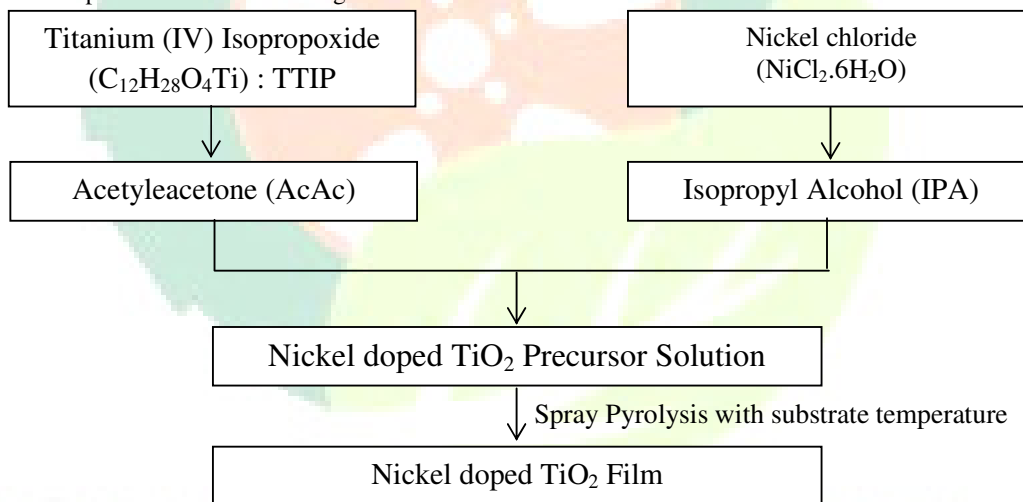 Titanium (IV) Isopropoxide
(C₁₂H₂₈O₄Ti) : TTIP
Nickel chloride
(NiCl₂.6H₂O)
Acetyleacetone (AcAc)
Isopropyl Alcohol (IPA)
Nickel doped TiO₂ Precursor Solution
Spray Pyrolysis with substrate temperature
Nickel doped TiO₂ Film